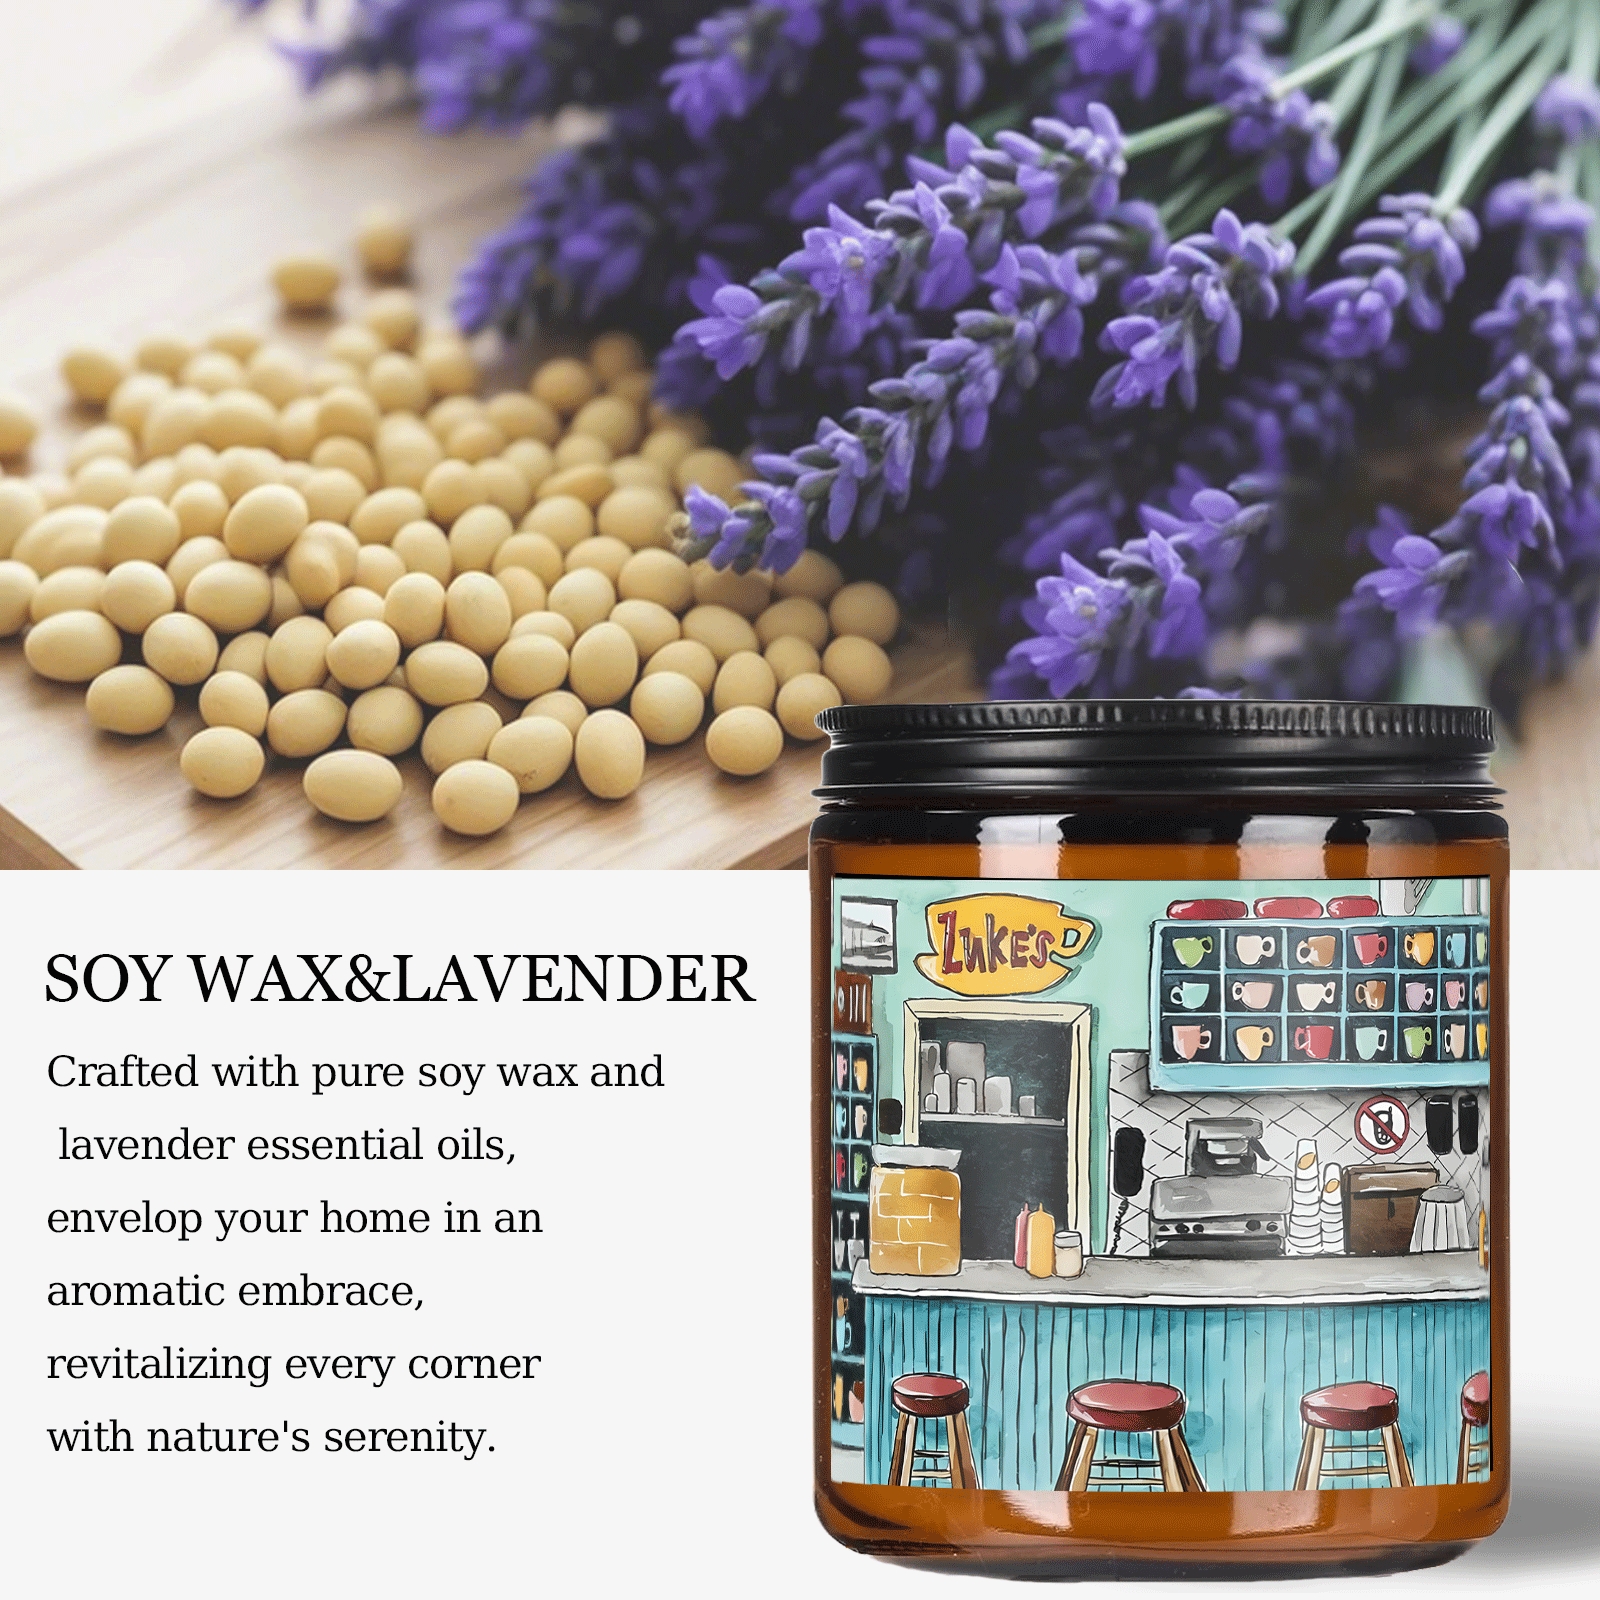 SOY WAX&LAVENDER
Crafted with pure soy wax and
lavender essential oils,
envelop your home in an
aromatic embrace,
revitalizing every corner
with nature's serenity.
LUKE'S